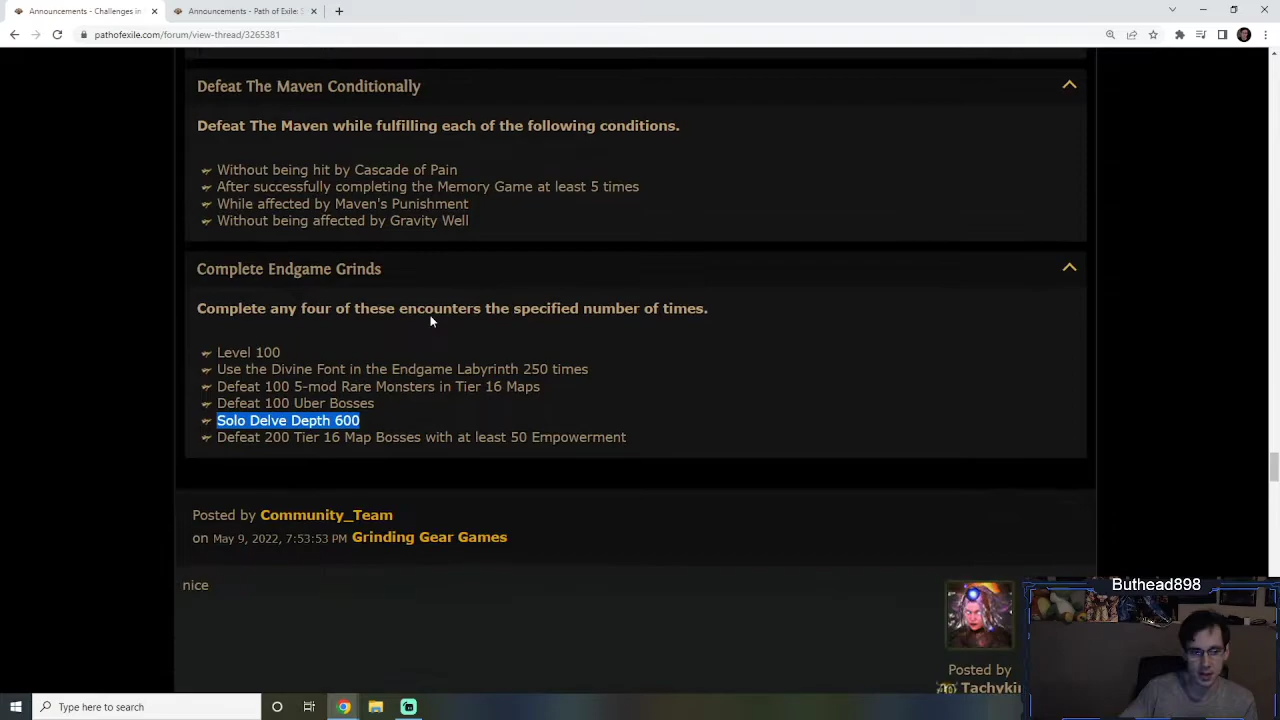 Announcements - Challenges in
Announcements - Path of Exile: S
pathofexile.com/forum/view-thread/3265381
Defeat The Maven Conditionally
Defeat The Maven while fulfilling each of the following conditions.
Without being hit by Cascade of Pain
After successfully completing the Memory Game at least 5 times
While affected by Maven's Punishment
Without being affected by Gravity Well
Complete Endgame Grinds
Complete any four of these encounters the specified number of times.
Level 100
Use the Divine Font in the Endgame Labyrinth 250 times
Defeat 100 5-mod Rare Monsters in Tier 16 Maps
Defeat 100 Uber Bosses
Solo Delve Depth 600
Defeat 200 Tier 16 Map Bosses with at least 50 Empowerment
Posted by Community_Team
on May 9, 2022, 7:53:53 PM Grinding Gear Games
nice
Buthead898
Posted by
Tachykin
Type here to search